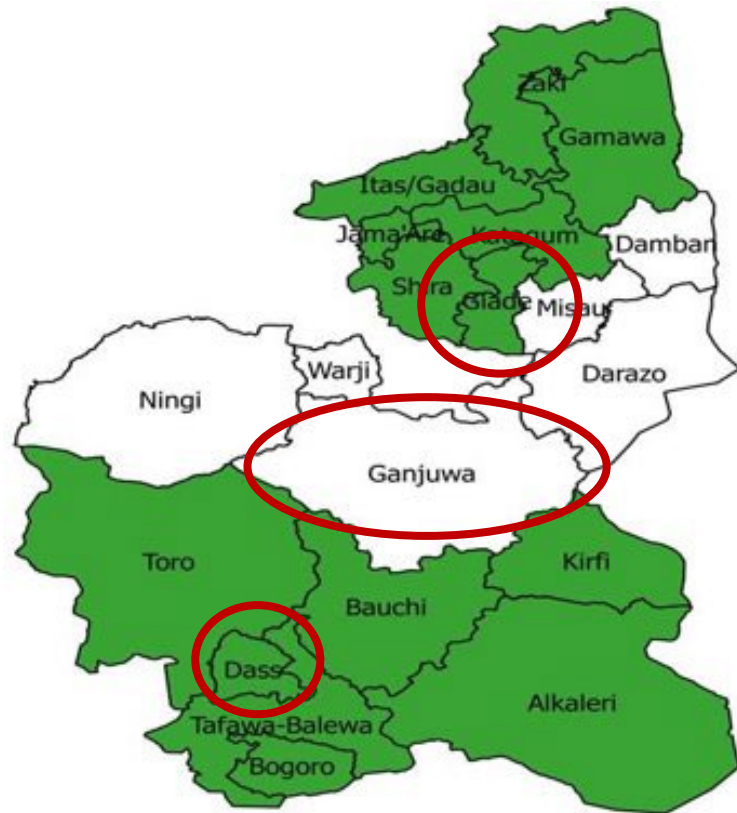 Zaki
Gamawa
Itas/Gadau
Jama'Are
Katagum
Damban
Shira
Giade
Misau
Warji
Darazo
Ningi
Ganjuwa
Toro
Kirfi
Bauchi
Dass
Alkaleri
Tafawa-Balewa
Bogoro